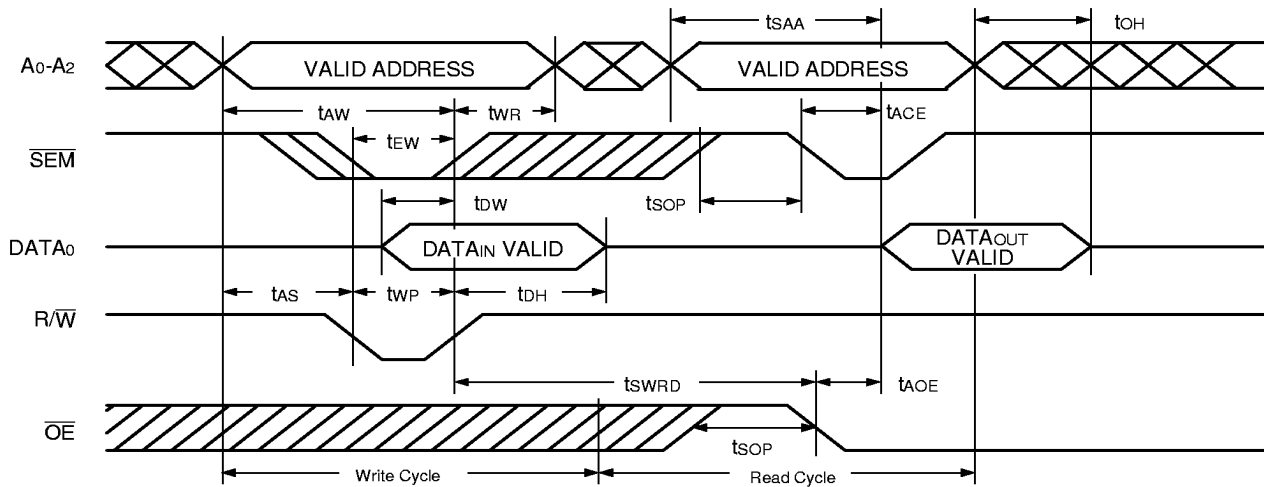 tSAA
tOH
A0-A2
VALID ADDRESS
VALID ADDRESS
tAW
tWR
tACE
tEW
SEM
tDW
tSOP
DATA0
DATAIN VALID
DATAOUT
VALID
tAS
tWP
tDH
R/W
tSWRD
tAOE
OE
tSOP
Write Cycle
Read Cycle